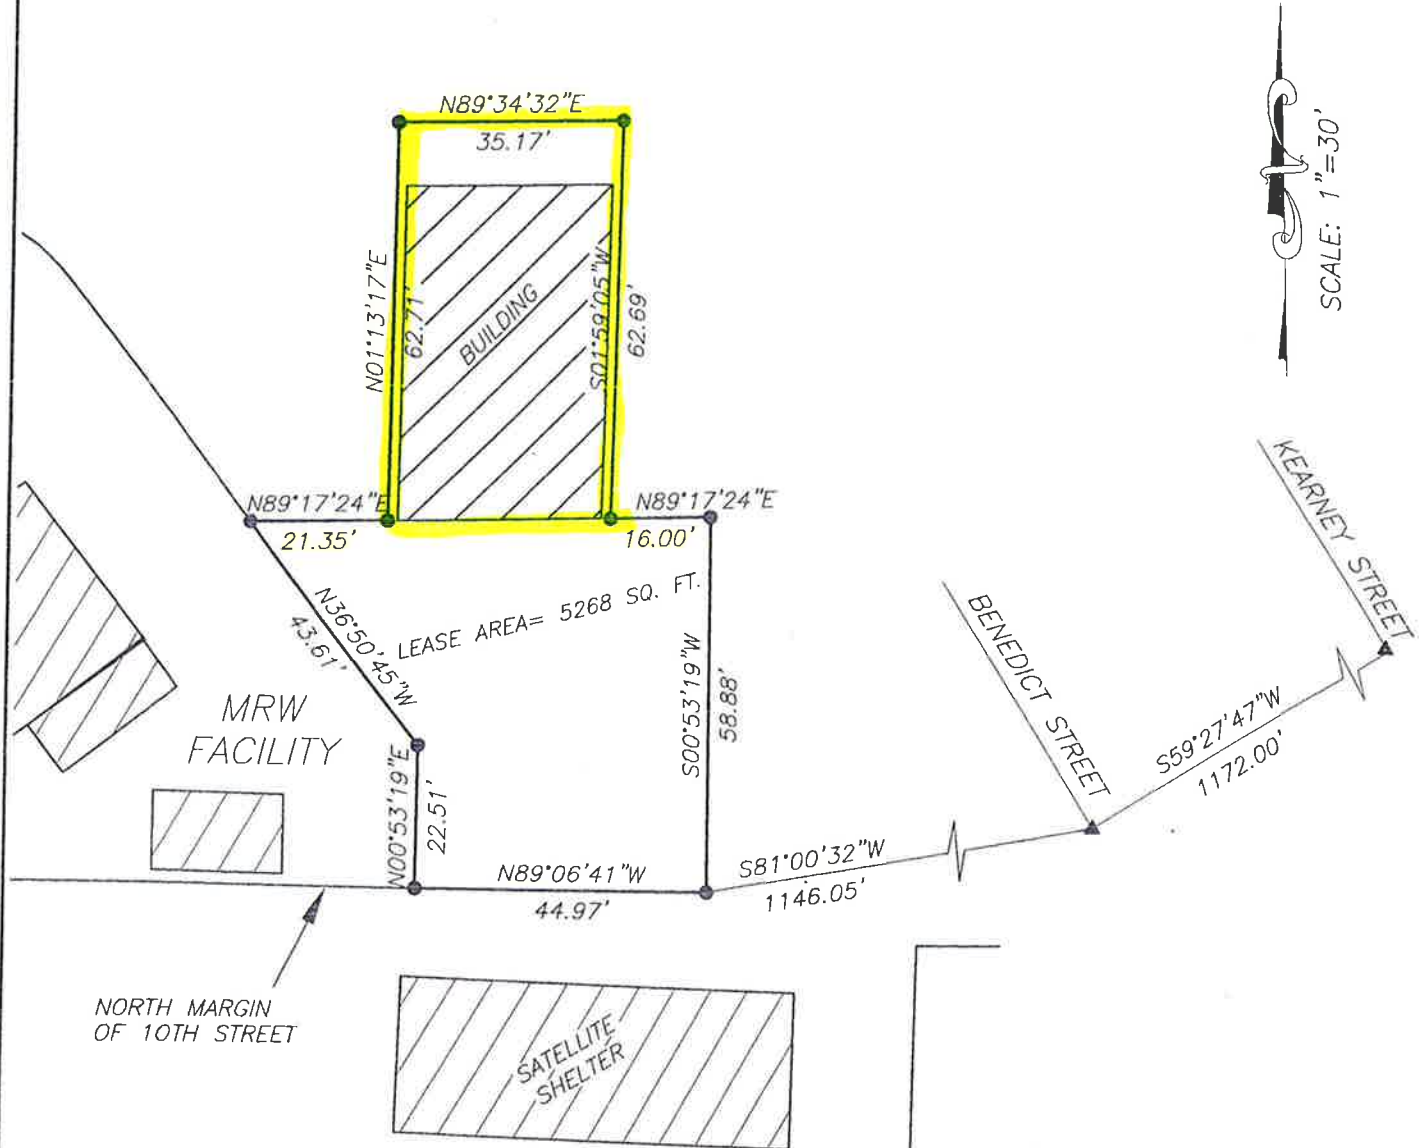 N89°34'32"E
35.17'
SCALE: 1"=30'
N01°13'17"E
62.71'
BUILDING
S01°59'05"W
62.69'
N89°17'24"E
21.35'
N89°17'24"E
16.00'
KEARNEY STREET
N36°50'45"W
43.61'
LEASE AREA= 5268 SQ. FT.
BENEDICT STREET
S00°53'19"W
58.88'
MRW
FACILITY
S59°27'47"W
1172.00'
N00°53'19"E
22.51'
N89°06'41"W
44.97'
S81°00'32"W
1146.05'
NORTH MARGIN
OF 10TH STREET
SATELLITE
SHELTER